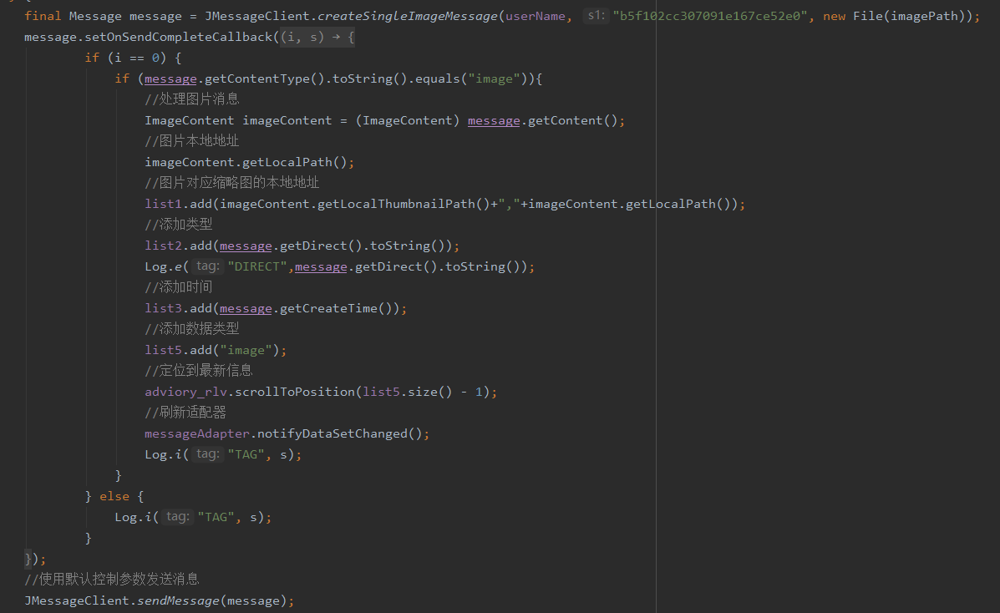 final Message message = JMessageClient.createSingleImageMessage(userName, s1: "b5f102cc307091e167ce52e0", new File(imagePath));
message.setOnSendCompleteCallback((i, s) → {
if (i == 0) {
if (message.getContentType().toString().equals("image")){
//处理图片消息
ImageContent imageContent = (ImageContent) message.getContent();
//图片本地地址
imageContent.getLocalPath();
//图片对应缩略图的本地地址
list1.add(imageContent.getLocalThumbnailPath()+","+imageContent.getLocalPath());
//添加类型
list2.add(message.getDirect().toString());
Log.e( tag: "DIRECT",message.getDirect().toString());
//添加时间
list3.add(message.getCreateTime());
//添加数据类型
list5.add("image");
//定位到最新信息
adviory_rlv.scrollToPosition(list5.size() - 1);
//刷新适配器
messageAdapter.notifyDataSetChanged();
Log.i( tag: "TAG", s);
}
} else {
Log.i( tag: "TAG", s);
}
});
//使用默认控制参数发送消息
JMessageClient.sendMessage(message);